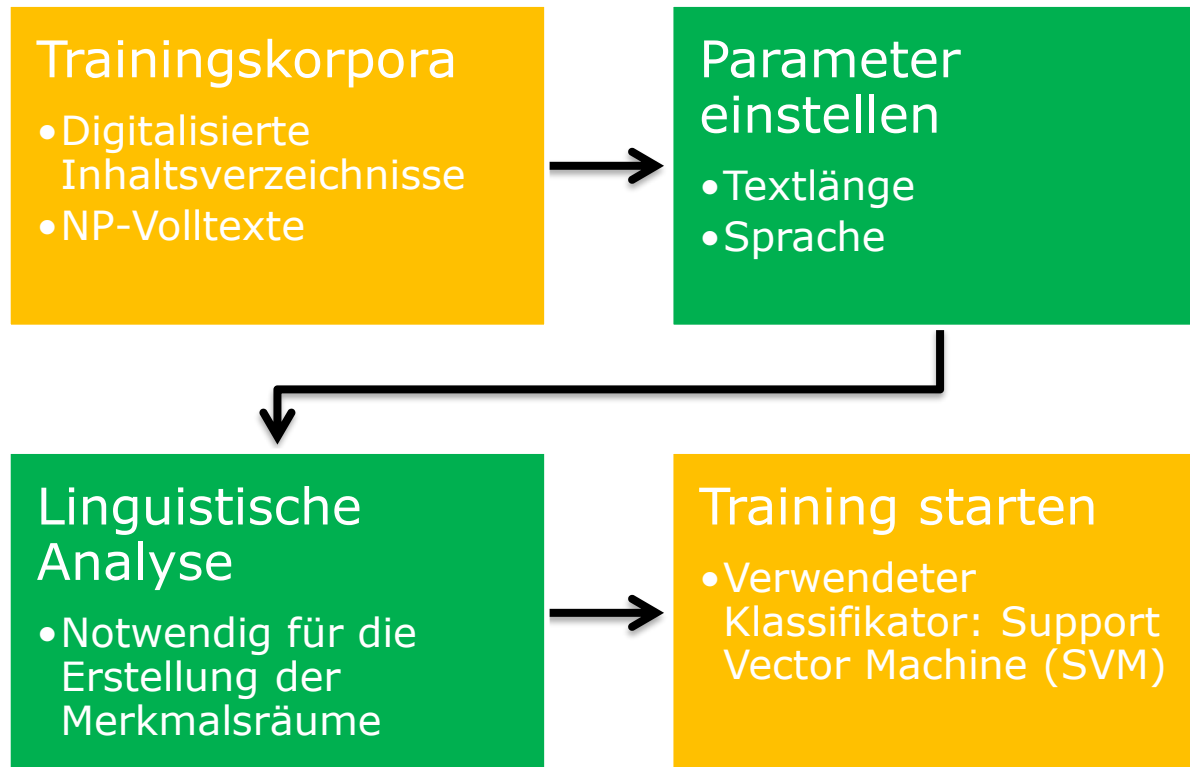 Trainingskorpora
•Digitalisierte
Inhaltsverzeichnisse
•NP-Volltexte
Parameter
einstellen
•Textlänge
•Sprache
Linguistische
Analyse
•Notwendig für die
Erstellung der
Merkmalsräume
Training starten
•Verwendeter
Klassifikator: Support
Vector Machine (SVM)